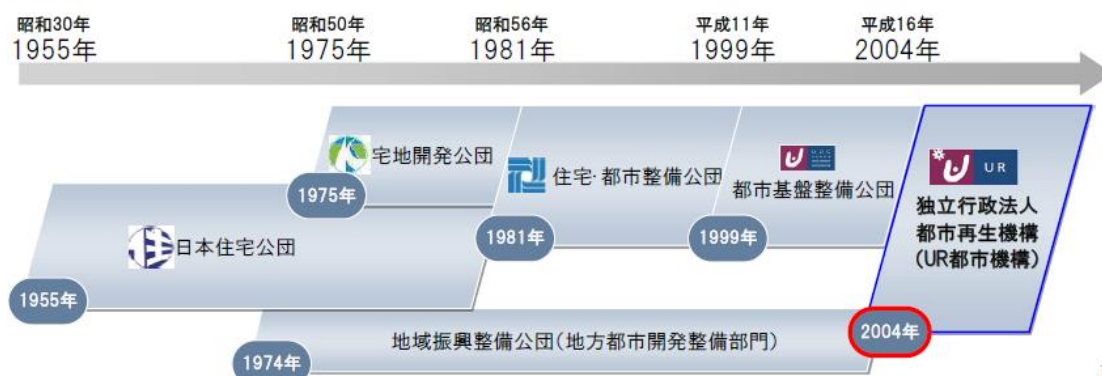 昭和30年
1955年
昭和50年
1975年
昭和56年
1981年
平成11年
1999年
平成16年
2004年
宅地開発公団
1975年
住宅・都市整備公団
1981年
都市基盤整備公団
1999年
UR
独立行政法人
都市再生機構
(UR都市機構)
日本住宅公団
1955年
地域振興整備公団(地方都市開発整備部門)
1974年
2004年